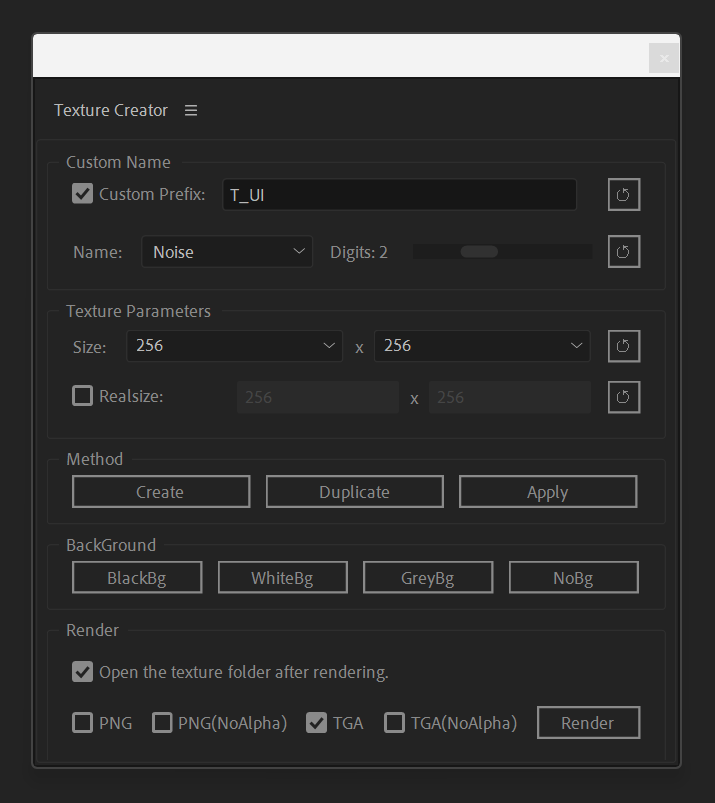 Texture Creator
Custom Name
Custom Prefix: T_UI
Name: Noise Digits: 2
Texture Parameters
Size: 256 x 256
Realsize: 256 x 256
Method
Create Duplicate Apply
BackGround
BlackBg WhiteBg GreyBg NoBg
Render
Open the texture folder after rendering.
PNG PNG(NoAlpha) TGA TGA(NoAlpha) Render